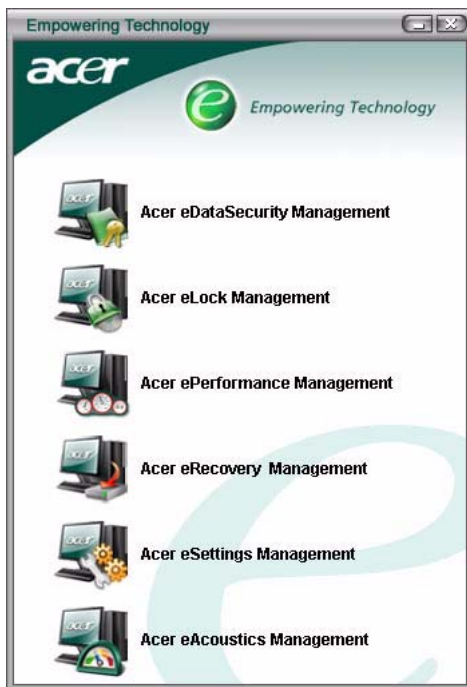 Empowering Technology
acer
e Empowering Technology
Acer eDataSecurity Management
Acer eLock Management
Acer ePerformance Management
Acer eRecovery Management
Acer eSettings Management
Acer eAcoustics Management